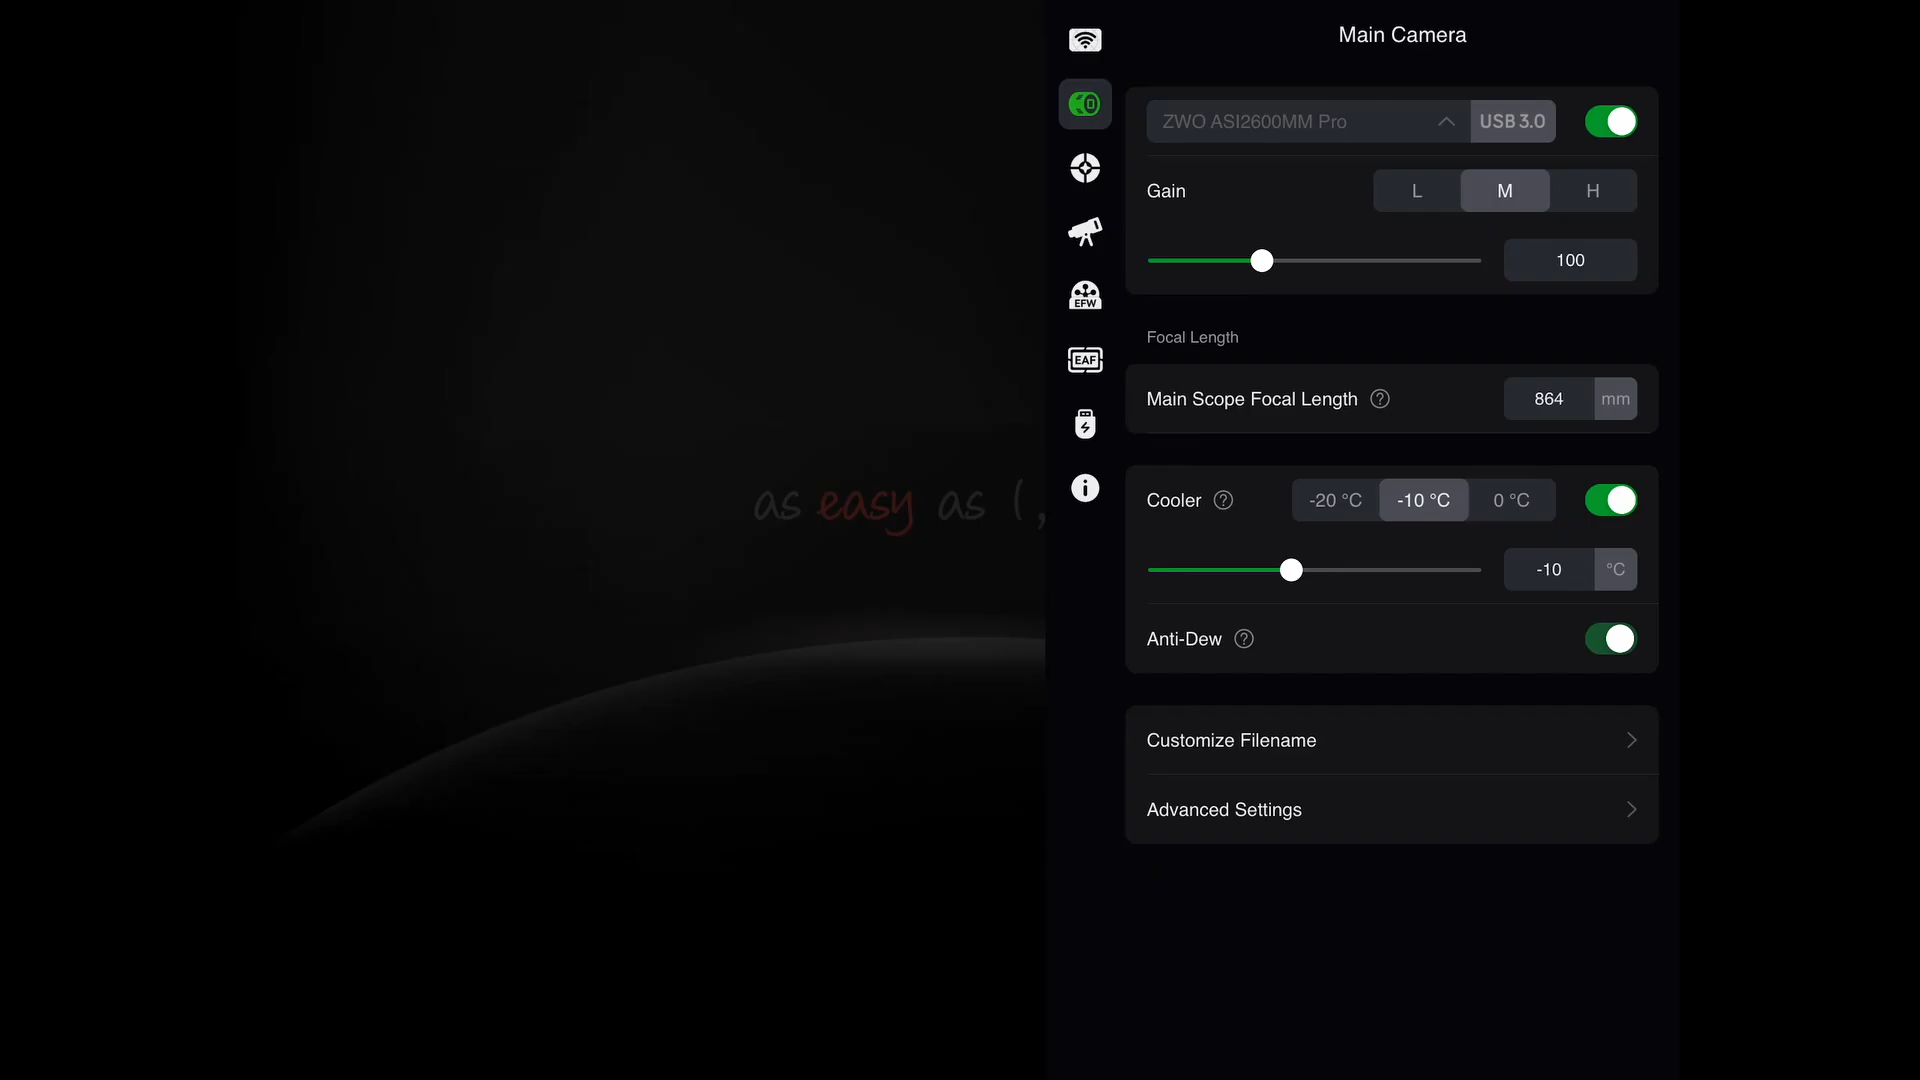 Main Camera
ZWO ASI2600MM Pro USB 3.0
Gain L M H
100
EFW
Focal Length
EAF
Main Scope Focal Length ? 864 mm
Cooler ? -20 °C -10 °C 0 °C
as easy as 1,
-10 °C
Anti-Dew ?
Customize Filename
Advanced Settings